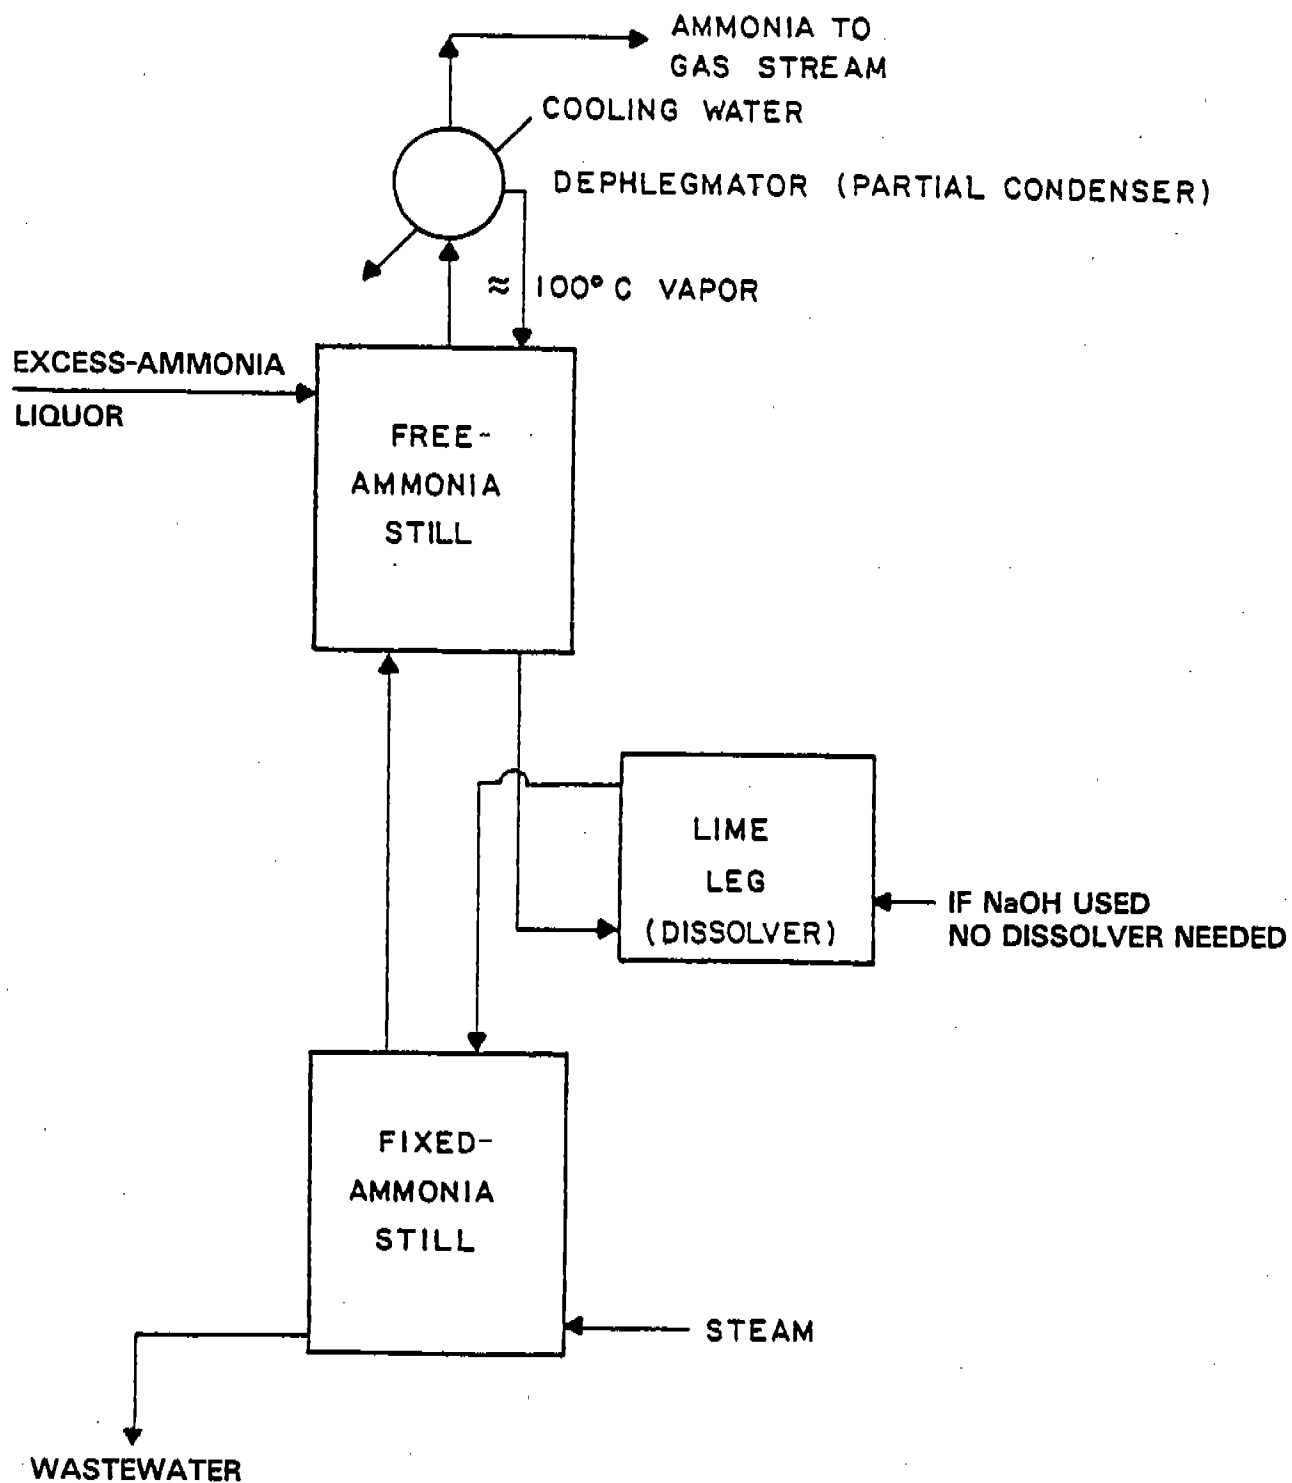 AMMONIA TO
GAS STREAM
COOLING WATER
DEPHLEGMATOR (PARTIAL CONDENSER)
≈ 100° C VAPOR
EXCESS-AMMONIA
LIQUOR
FREE-
AMMONIA
STILL
LIME
LEG
(DISSOLVER)
IF NaOH USED
NO DISSOLVER NEEDED
FIXED-
AMMONIA
STILL
STEAM
WASTEWATER